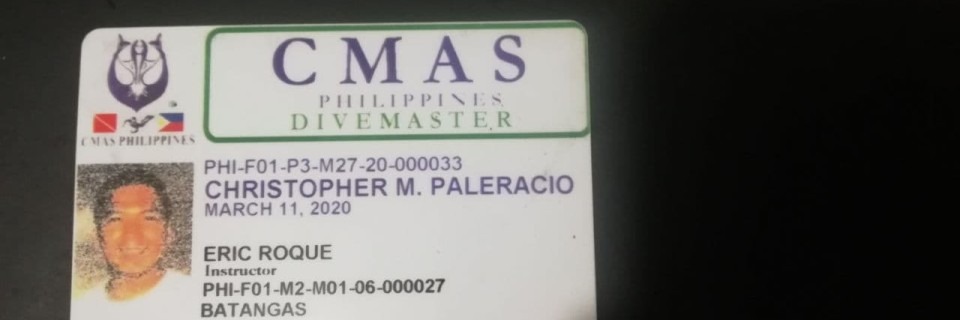 CMAS
PHILIPPINES
DIVEMASTER
CMAS PHILIPPINES
PHI-F01-P3-M27-20-000033
CHRISTOPHER M. PALERACIO
MARCH 11, 2020
ERIC ROQUE
Instructor
PHI-F01-M2-M01-06-000027
BATANGAS